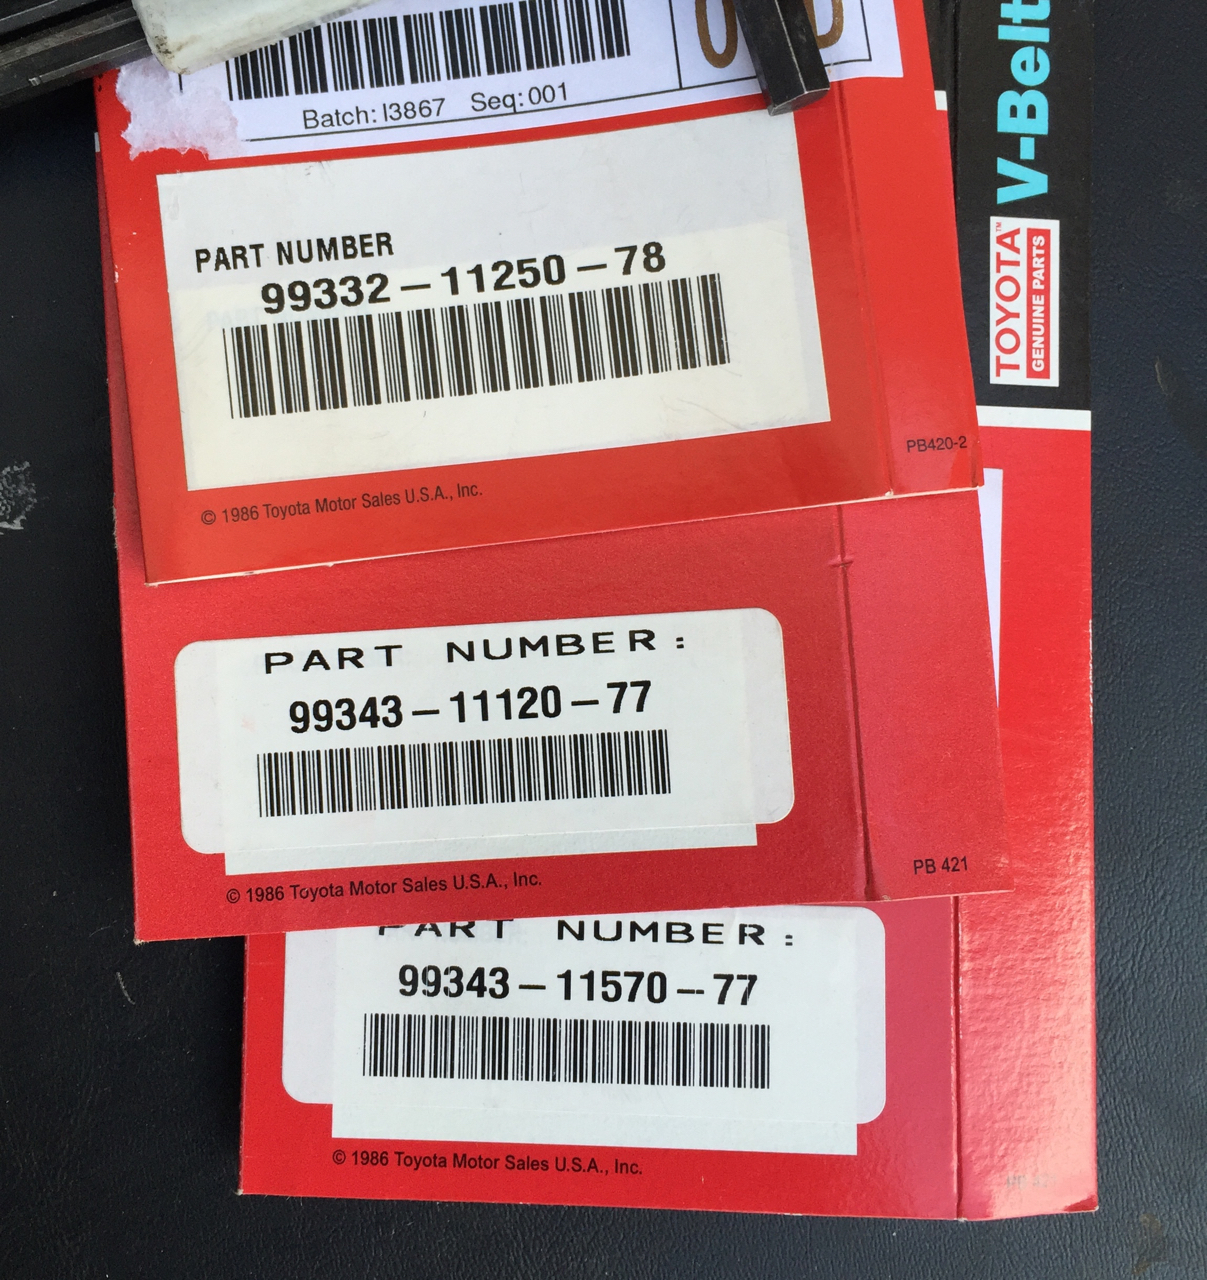 Batch: I3867 Seq: 001
PART NUMBER
99332-11250-78
PB420-2
© 1986 Toyota Motor Sales U.S.A., Inc.
V-Belt
TOYOTA™
GENUINE PARTS
PART NUMBER:
99343-11120-77
PB 421
© 1986 Toyota Motor Sales U.S.A., Inc.
PART NUMBER:
99343-11570-77
© 1986 Toyota Motor Sales U.S.A., Inc.